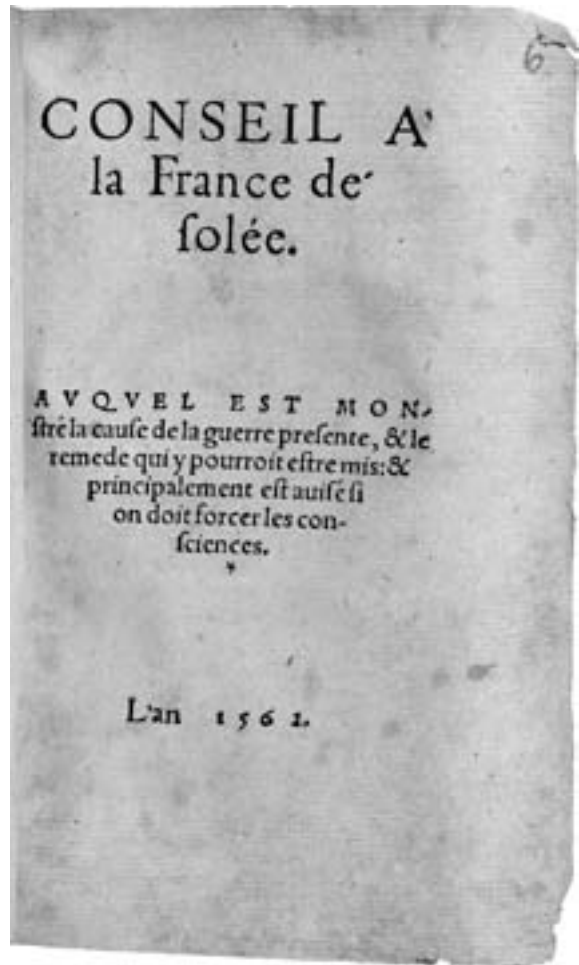 6
CONSEIL A'
la France de-
ſolée.
AVQVEL EST MON-
ſtré la cauſe de la guerre preſente, & le
remede qui y pourroit eſtre mis: &
principalement eſt auiſé ſi
on doit forcer les con-
ſciences.
L'an 1562.